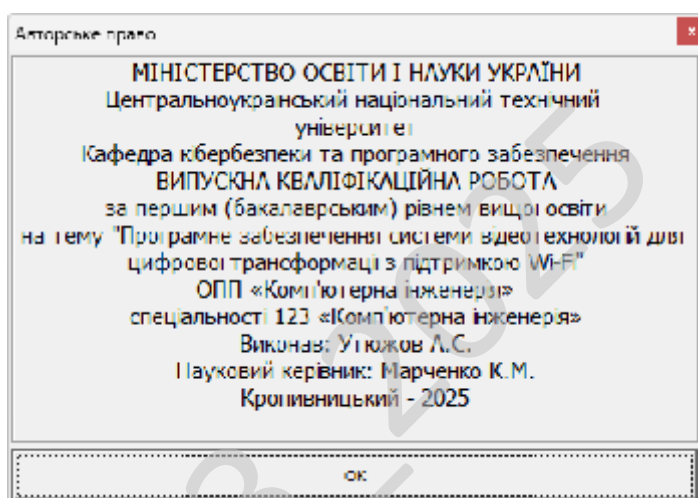 Авторське право
МІНІСТЕРСТВО ОСВІТИ І НАУКИ УКРАЇНИ
Центральноукраїнський національний технічний
університет
Кафедра кібербезпеки та програмного забезпечення
ВИПУСКНА КВАЛІФІКАЦІЙНА РОБОТА
за першим (бакалаврським) рівнем вищої освіти
на тему "Програмне забезпечення системи відеотехнологій для
цифрової трансформації з підтримкою Wi-Fi"
ОПП «Комп'ютерна інженерія»
спеціальності 123 «Комп'ютерна інженерія»
Виконав: Утюжов А.С.
Науковий керівник: Марченко К.М.
Кропивницький - 2025
ОК
2025